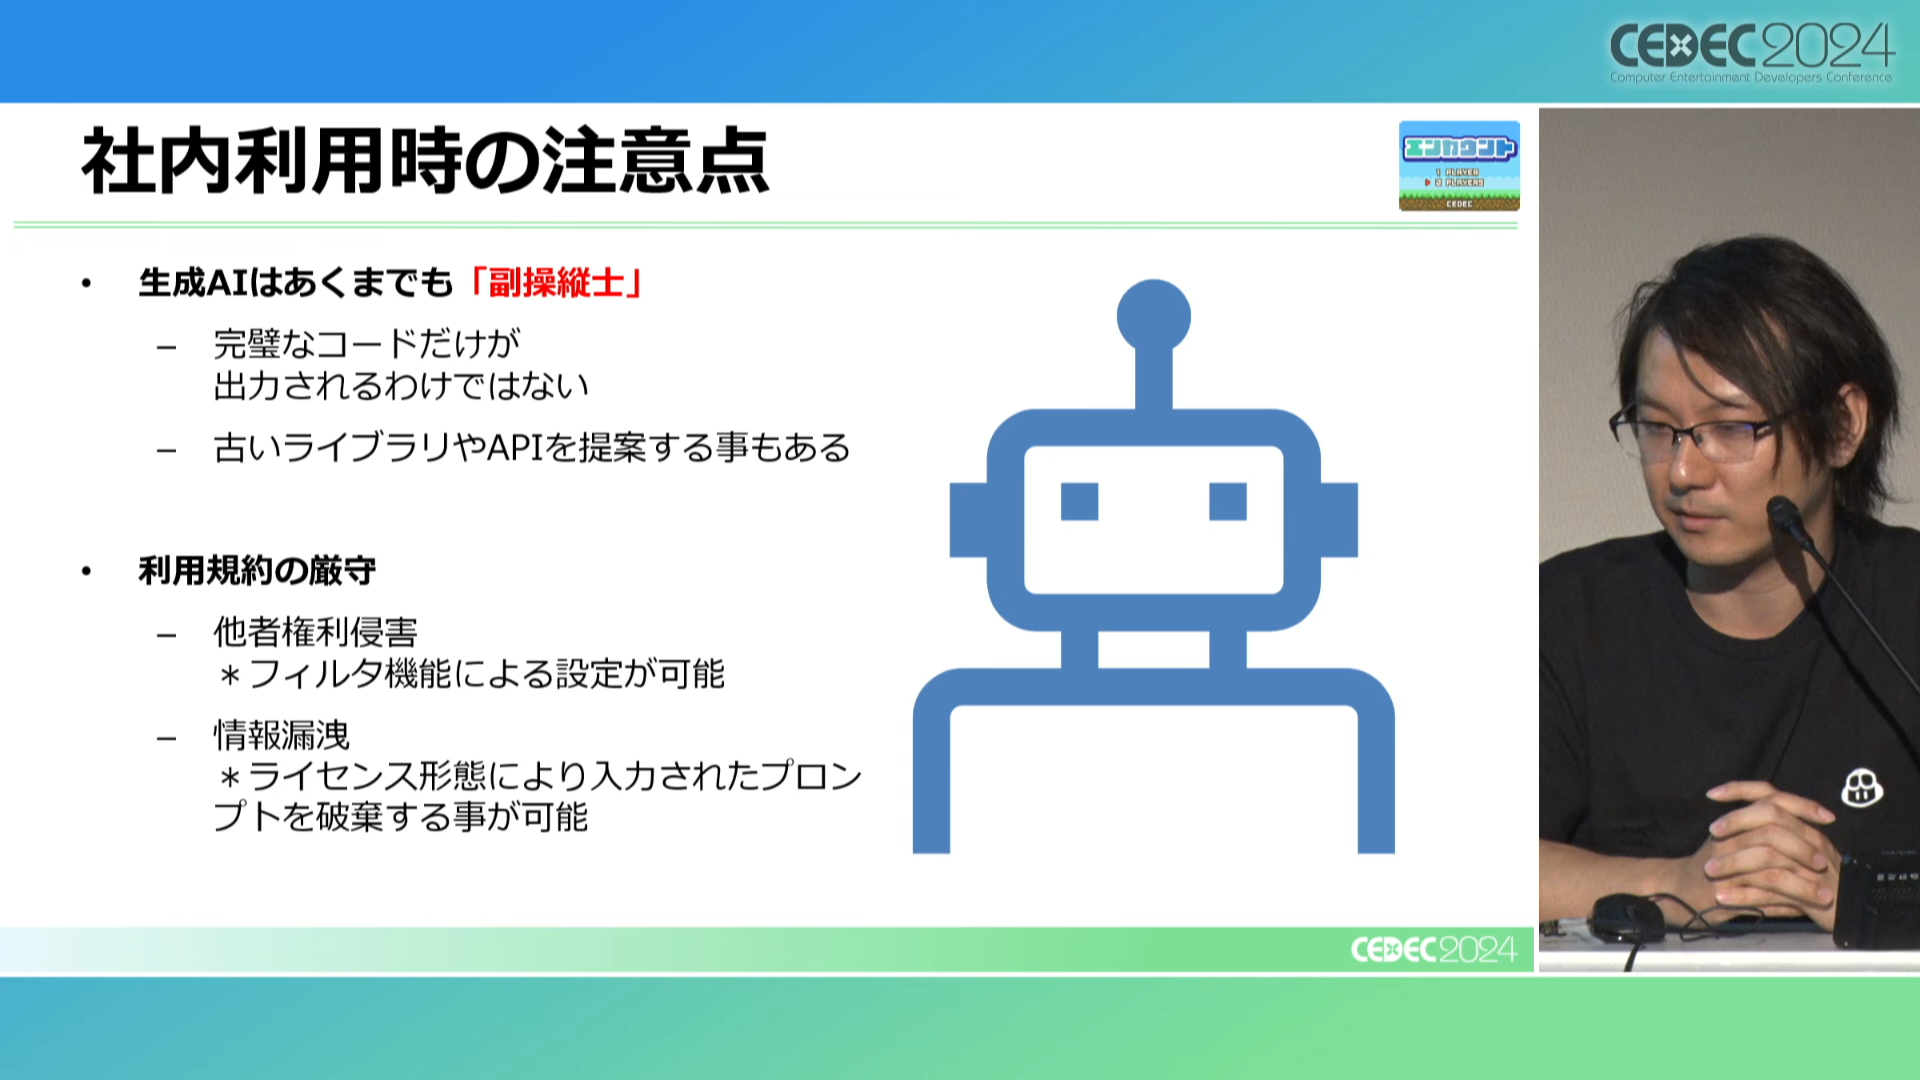 CEDEC2024
Computer Entertainment Developers Conference
社内利用時の注意点
エンカウント
1 PLAYER
2 PLAYERS
CEDEC
• 生成AIはあくまでも「副操縦士」
– 完璧なコードだけが
出力されるわけではない
– 古いライブラリやAPIを提案する事もある
• 利用規約の厳守
– 他者権利侵害
＊フィルタ機能による設定が可能
– 情報漏洩
＊ライセンス形態により入力されたプロン
プトを破棄する事が可能
CEDEC2024